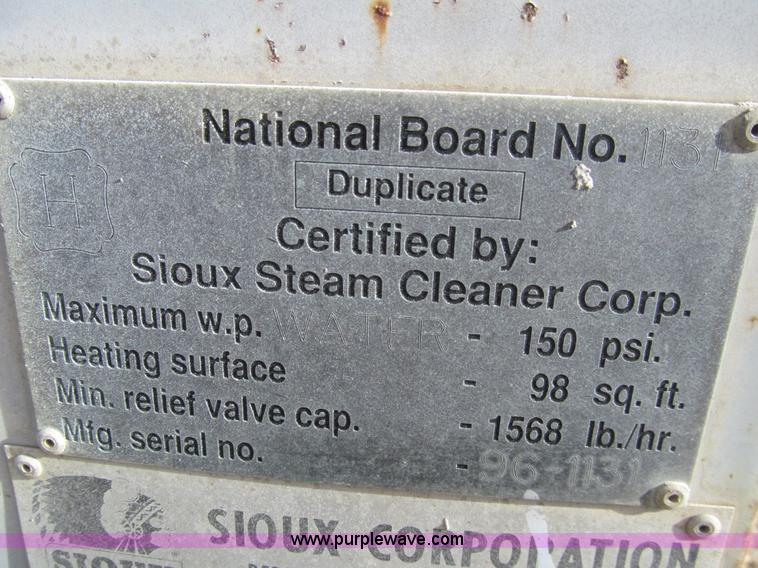 National Board No. 1131
H
Duplicate
Certified by:
Sioux Steam Cleaner Corp.
Maximum w.p. WATER - 150 psi.
Heating surface - 98 sq. ft.
Min. relief valve cap. - 1568 lb./hr.
Mfg. serial no. - 96-1131
SIOUX CORPORATION
www.purplewave.com
SIOUX